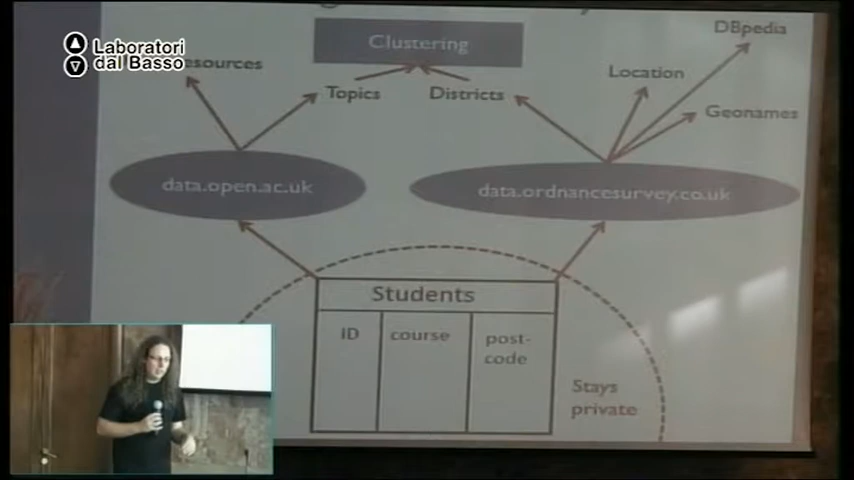 Laboratori
dal Basso
Clustering
DBpedia
esources
Topics
Districts
Location
Geonames
data.open.ac.uk
data.ordnancesurvey.co.uk
Students
ID
course
post-
code
Stays
private